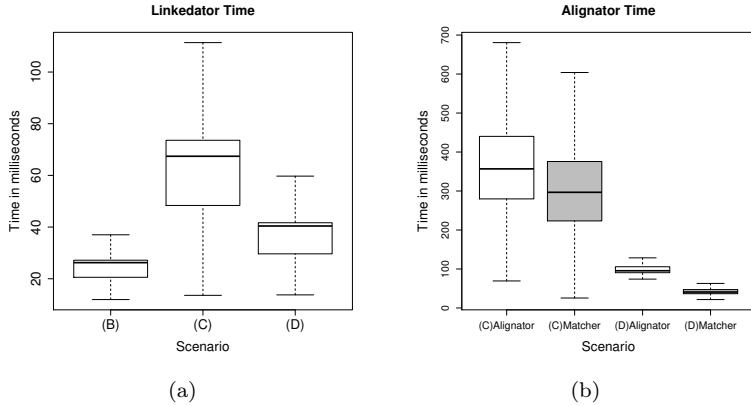 Linkedator Time
Time in milliseconds
100
80
60
40
20
(B) (C) (D)
Scenario
(a)
Alignator Time
Time in milliseconds
700
600
500
400
300
200
100
0
(C)Alignator (C)Matcher (D)Alignator (D)Matcher
Scenario
(b)